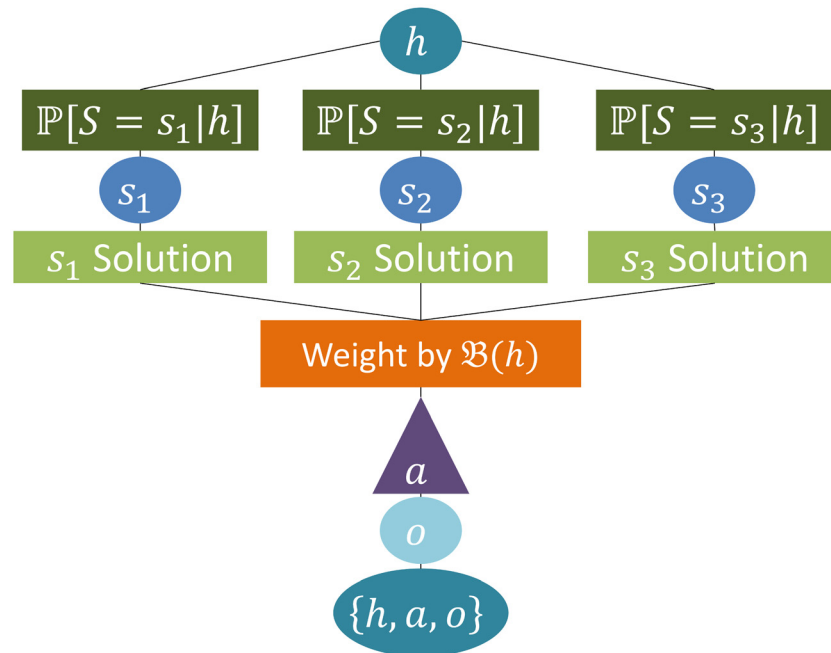 h
ℙ[S = s₁|h] ℙ[S = s₂|h] ℙ[S = s₃|h]
s₁ s₂ s₃
s₁ Solution s₂ Solution s₃ Solution
Weight by 𝔅(h)
a
o
{h, a, o}